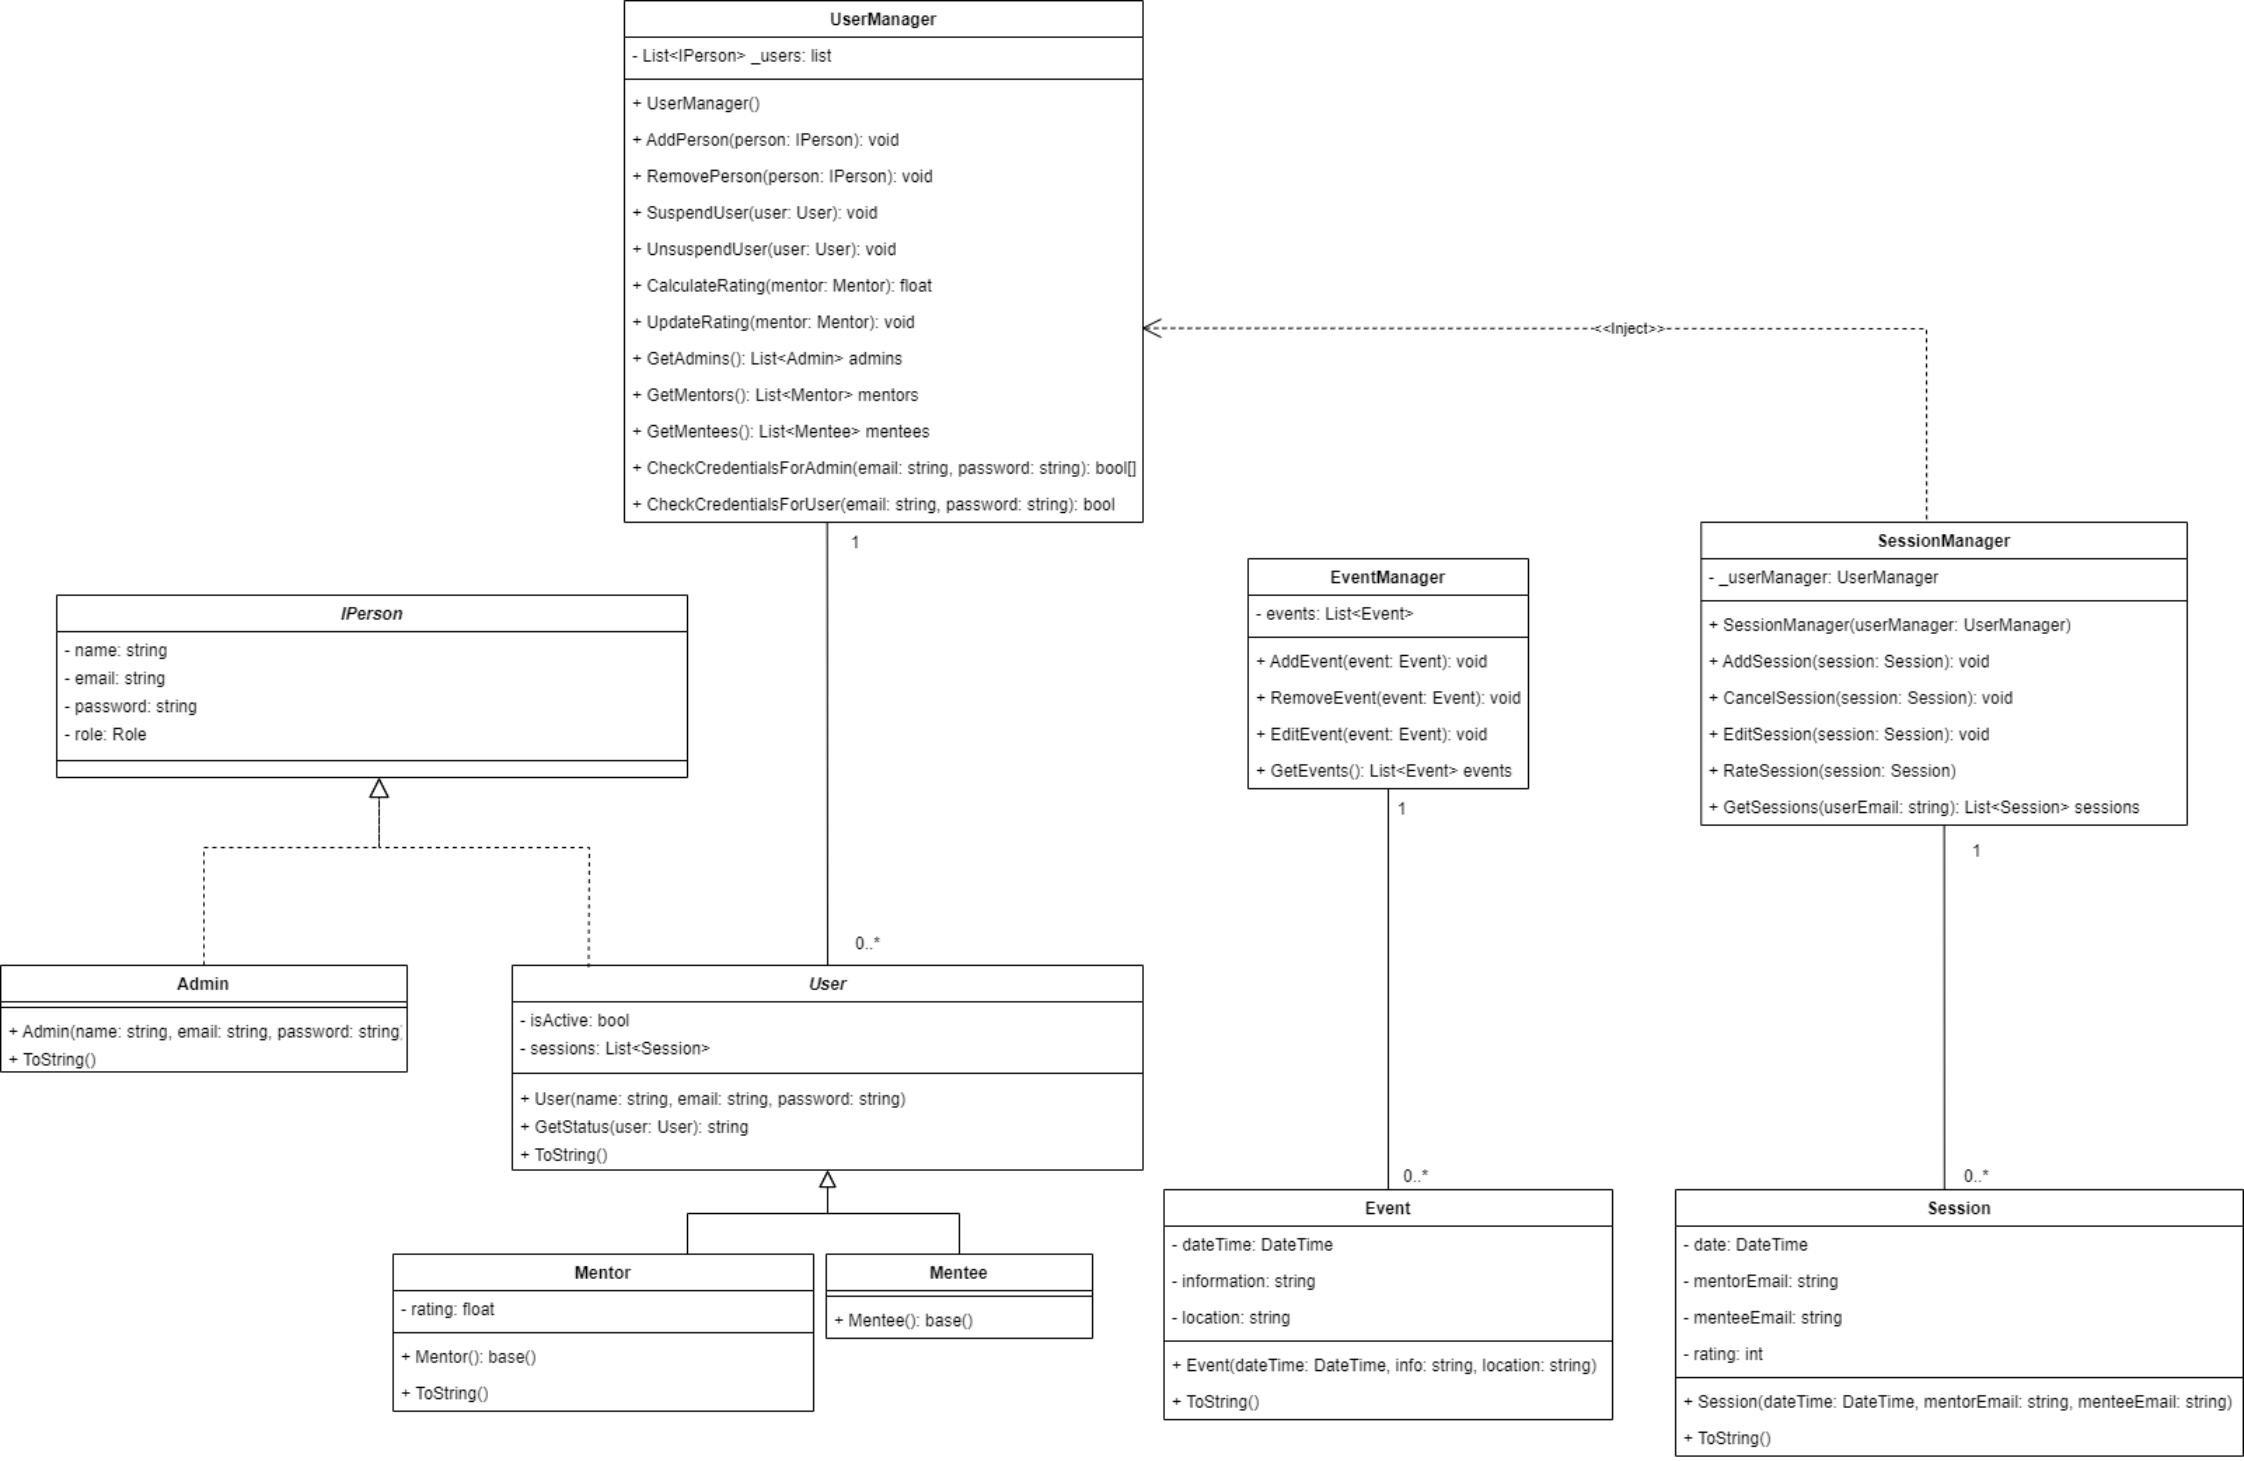 UserManager
- List<IPerson> _users: list
+ UserManager()
+ AddPerson(person: IPerson): void
+ RemovePerson(person: IPerson): void
+ SuspendUser(user: User): void
+ UnsuspendUser(user: User): void
+ CalculateRating(mentor: Mentor): float
+ UpdateRating(mentor: Mentor): void
+ GetAdmins(): List<Admin> admins
+ GetMentors(): List<Mentor> mentors
+ GetMentees(): List<Mentee> mentees
+ CheckCredentialsForAdmin(email: string, password: string): bool[]
+ CheckCredentialsForUser(email: string, password: string): bool
<<Inject>>
1
0..*
IPerson
- name: string
- email: string
- password: string
- role: Role
EventManager
- events: List<Event>
+ AddEvent(event: Event): void
+ RemoveEvent(event: Event): void
+ EditEvent(event: Event): void
+ GetEvents(): List<Event> events
1
0..*
SessionManager
- _userManager: UserManager
+ SessionManager(userManager: UserManager)
+ AddSession(session: Session): void
+ CancelSession(session: Session): void
+ EditSession(session: Session): void
+ RateSession(session: Session)
+ GetSessions(userEmail: string): List<Session> sessions
1
0..*
Admin
+ Admin(name: string, email: string, password: string)
+ ToString()
User
- isActive: bool
- sessions: List<Session>
+ User(name: string, email: string, password: string)
+ GetStatus(user: User): string
+ ToString()
Mentor
- rating: float
+ Mentor(): base()
+ ToString()
Mentee
+ Mentee(): base()
Event
- dateTime: DateTime
- information: string
- location: string
+ Event(dateTime: DateTime, info: string, location: string)
+ ToString()
Session
- date: DateTime
- mentorEmail: string
- menteeEmail: string
- rating: int
+ Session(dateTime: DateTime, mentorEmail: string, menteeEmail: string)
+ ToString()